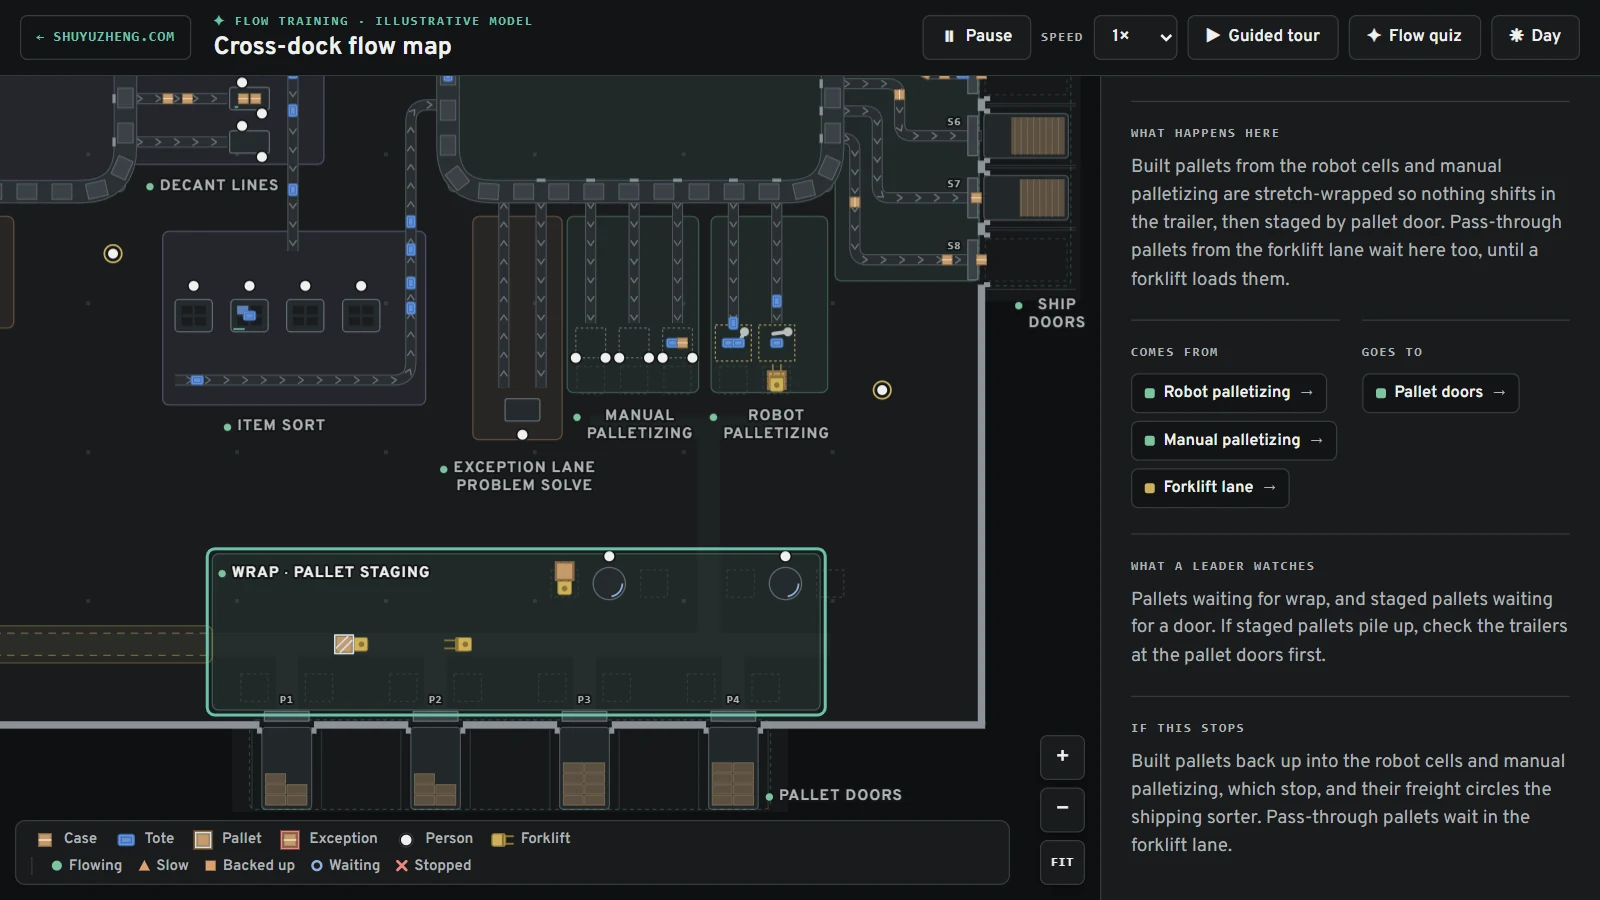 ← SHUYUZHENG.COM
✦ FLOW TRAINING · ILLUSTRATIVE MODEL
Cross-dock flow map
Pause
SPEED
1×
Guided tour
Flow quiz
Day
DECANT LINES
S6
S7
S8
SHIP
DOORS
ITEM SORT
MANUAL
PALLETIZING
ROBOT
PALLETIZING
EXCEPTION LANE
PROBLEM SOLVE
WRAP · PALLET STAGING
P1
P2
P3
P4
PALLET DOORS
Case
Tote
Pallet
Exception
Person
Forklift
Flowing
Slow
Backed up
Waiting
Stopped
+
−
FIT
WHAT HAPPENS HERE
Built pallets from the robot cells and manual
palletizing are stretch-wrapped so nothing shifts in
the trailer, then staged by pallet door. Pass-through
pallets from the forklift lane wait here too, until a
forklift loads them.
COMES FROM
Robot palletizing →
Manual palletizing →
Forklift lane →
GOES TO
Pallet doors →
WHAT A LEADER WATCHES
Pallets waiting for wrap, and staged pallets waiting
for a door. If staged pallets pile up, check the trailers
at the pallet doors first.
IF THIS STOPS
Built pallets back up into the robot cells and manual
palletizing, which stop, and their freight circles the
shipping sorter. Pass-through pallets wait in the
forklift lane.